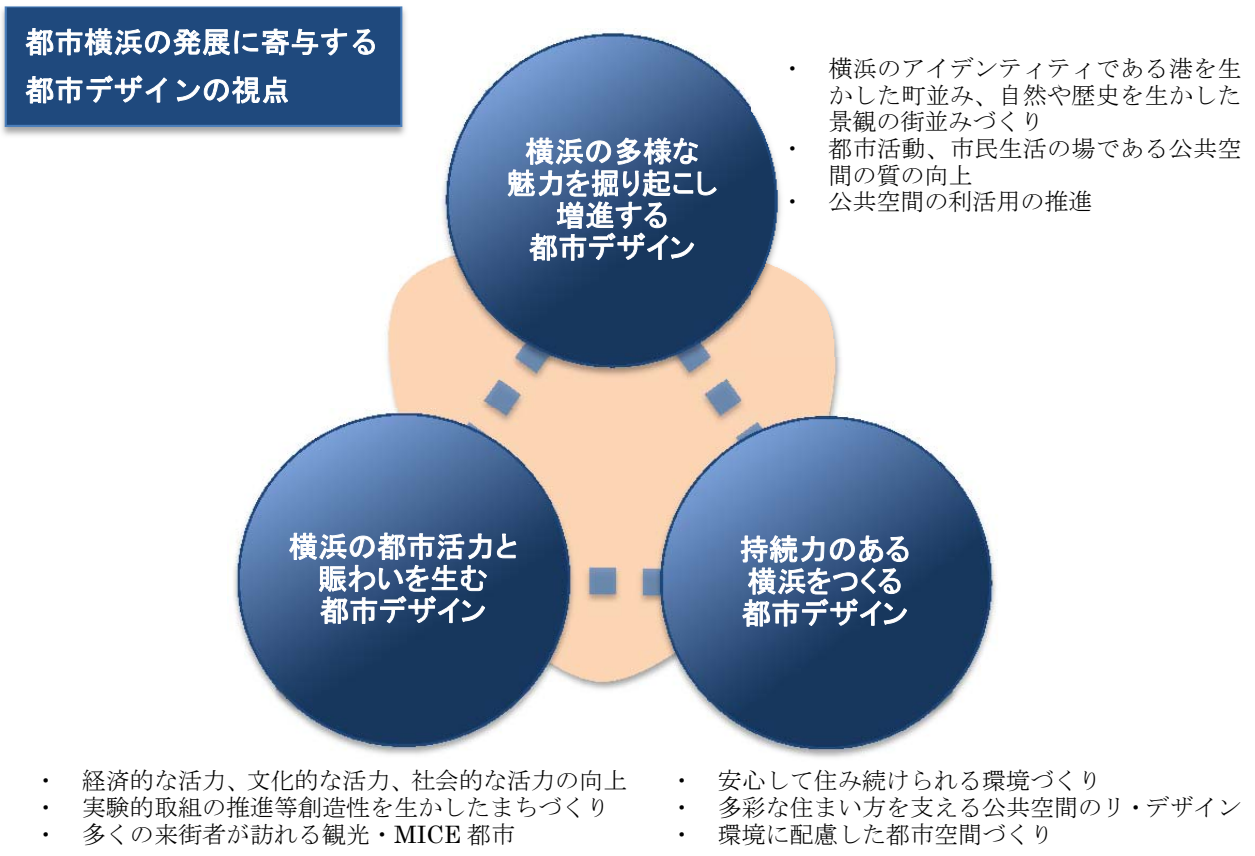 都市横浜の発展に寄与する
都市デザインの視点
横浜の多様な
魅力を掘り起こし
増進する
都市デザイン
・ 横浜のアイデンティティである港を生
かした町並み、自然や歴史を生かした
景観の街並みづくり
・ 都市活動、市民生活の場である公共空
間の質の向上
・ 公共空間の利活用の推進
横浜の都市活力と
賑わいを生む
都市デザイン
持続力のある
横浜をつくる
都市デザイン
・ 経済的な活力、文化的な活力、社会的な活力の向上
・ 実験的取組の推進等創造性を生かしたまちづくり
・ 多くの来街者が訪れる観光・MICE 都市
・ 安心して住み続けられる環境づくり
・ 多彩な住まい方を支える公共空間のリ・デザイン
・ 環境に配慮した都市空間づくり